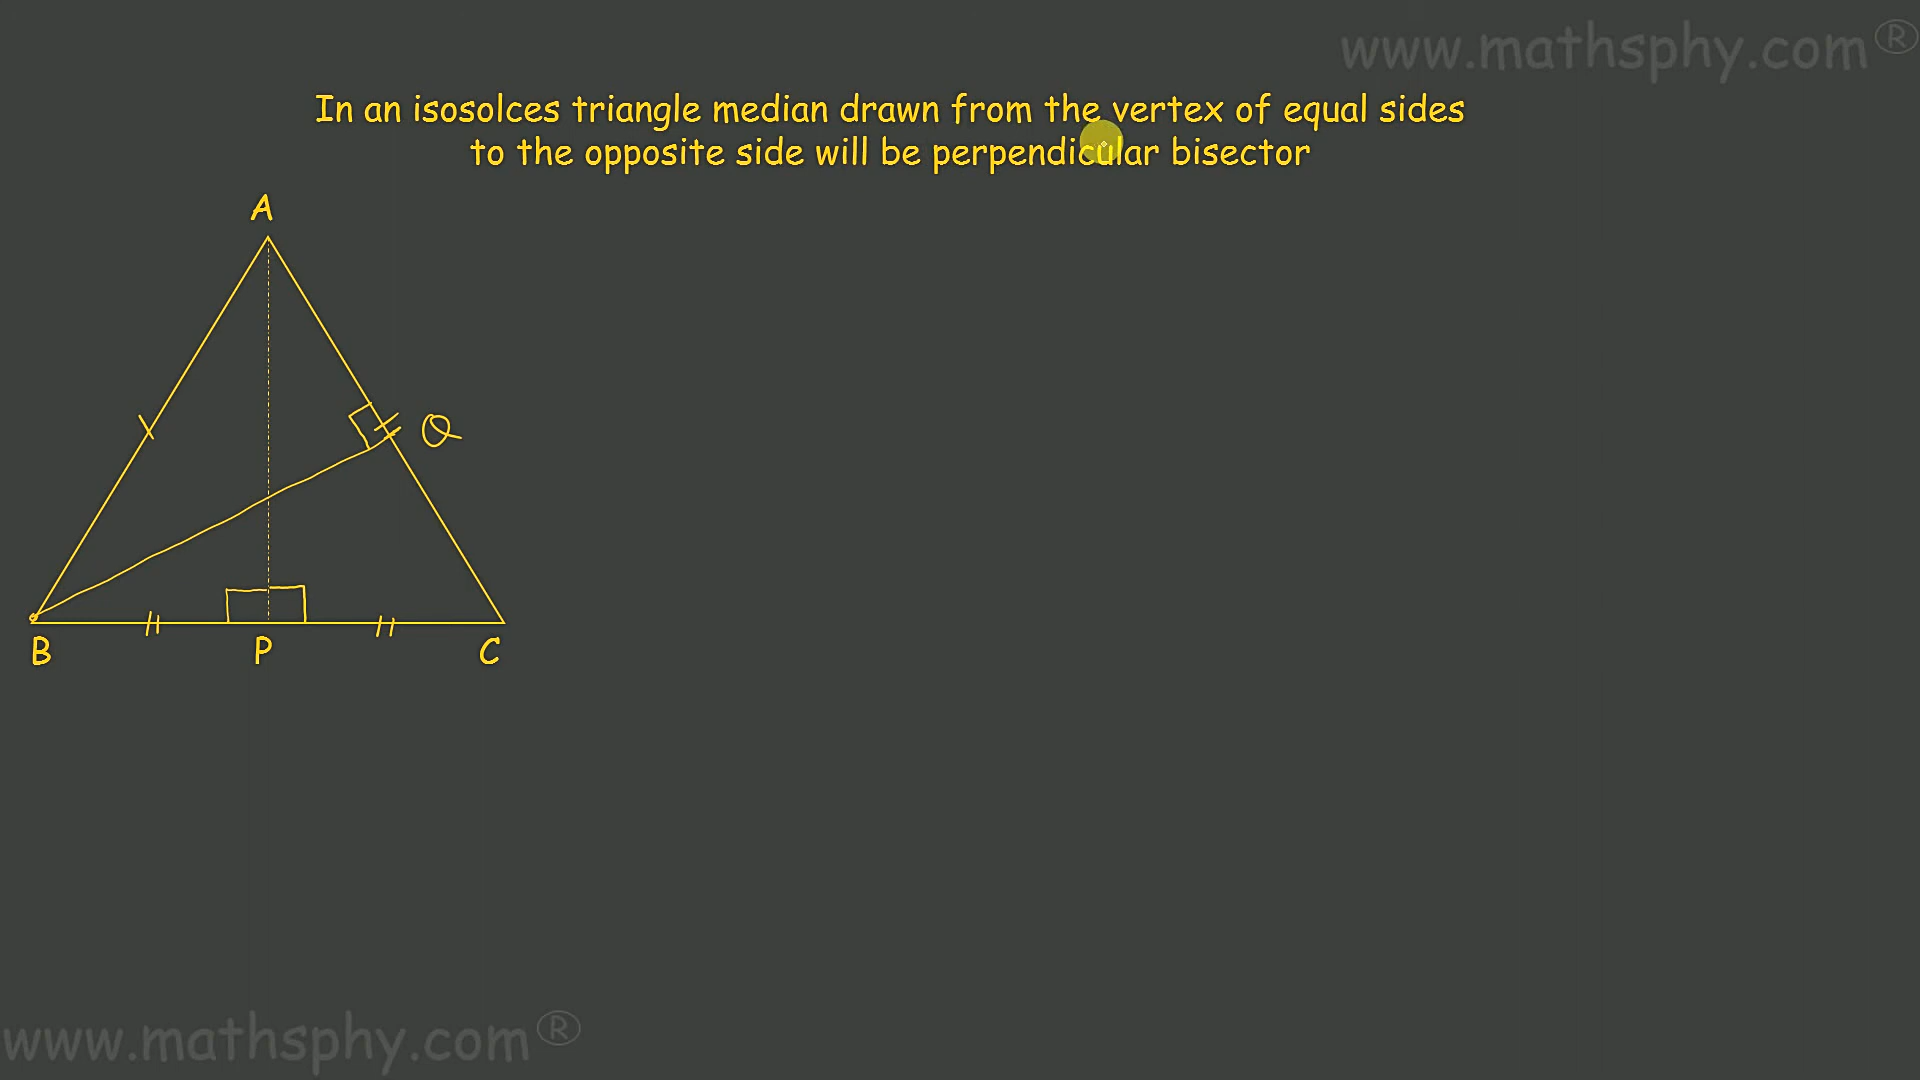 www.mathsphy.com®
In an isosolces triangle median drawn from the vertex of equal sides
to the opposite side will be perpendicular bisector
A
Q
B P C
www.mathsphy.com®